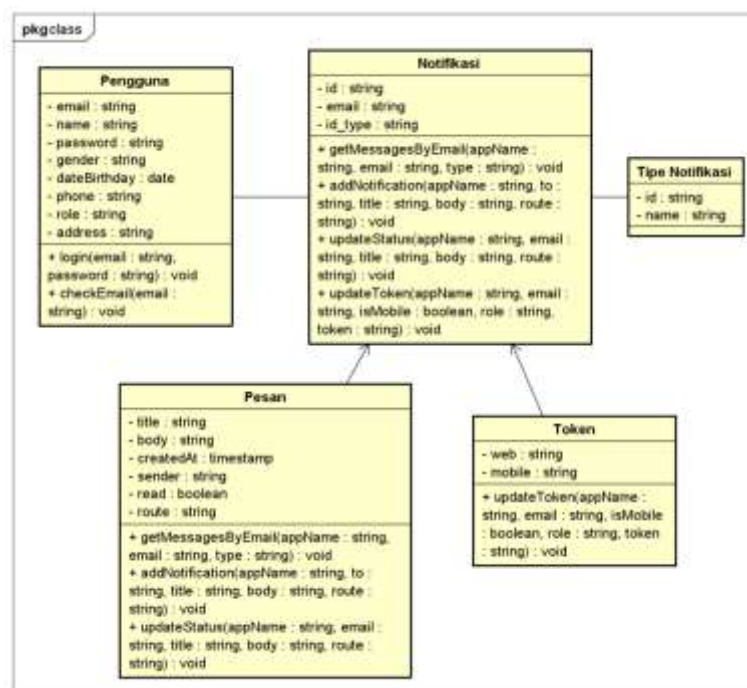 pkgclass
Pengguna
- email : string
- name : string
- password : string
- gender : string
- dateBirthday : date
- phone : string
- role : string
- address : string
+ login(email : string,
password : string) : void
+ checkEmail(email :
string) : void
Notifikasi
- id : string
- email : string
- id_type : string
+ getMessagesByEmail(appName :
string, email : string, type : string) : void
+ addNotification(appName : string, to :
string, title : string, body : string, route :
string) : void
+ updateStatus(appName : string, email :
string, title : string, body : string, route :
string) : void
+ updateToken(appName : string, email :
string, isMobile : boolean, role : string,
token : string) : void
Tipe Notifikasi
- id : string
- name : string
Pesan
- title : string
- body : string
- createdAt : timestamp
- sender : string
- read : boolean
- route : string
+ getMessagesByEmail(appName : string,
email : string, type : string) : void
+ addNotification(appName : string, to :
string, title : string, body : string, route :
string) : void
+ updateStatus(appName : string, email :
string, title : string, body : string, route :
string) : void
Token
- web : string
- mobile : string
+ updateToken(appName :
string, email : string, isMobile
: boolean, role : string, token
: string) : void